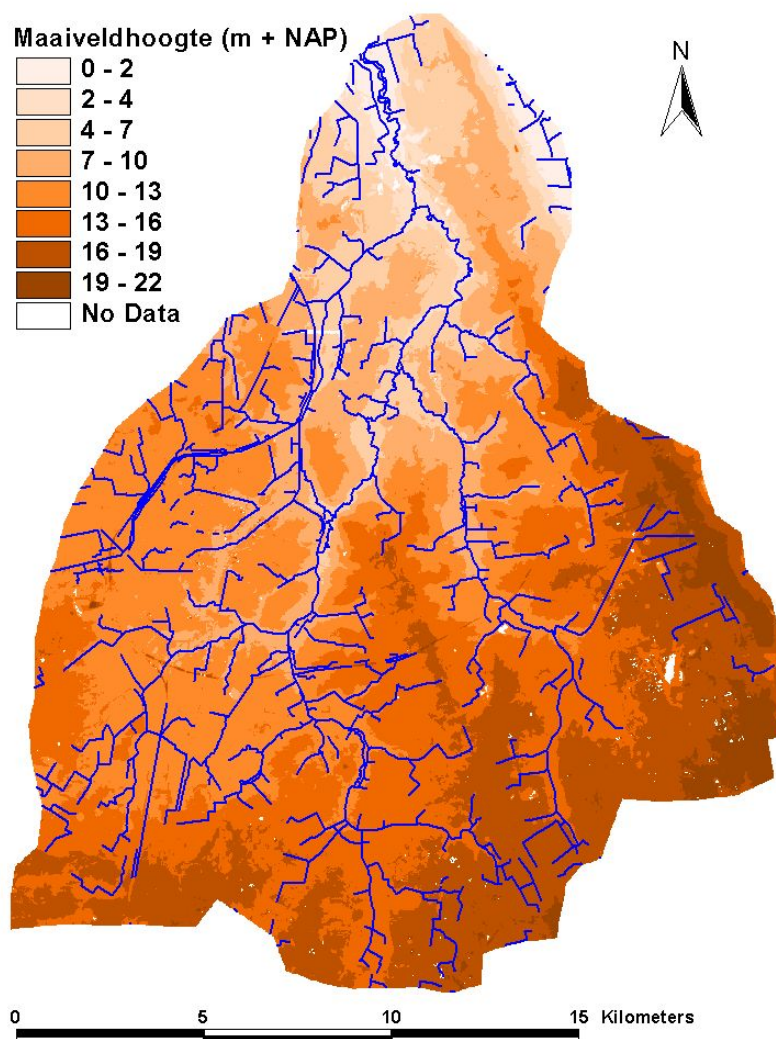 Maaiveldhoogte (m + NAP)
0 - 2
2 - 4
4 - 7
7 - 10
10 - 13
13 - 16
16 - 19
19 - 22
No Data
N
0 5 10 15 Kilometers